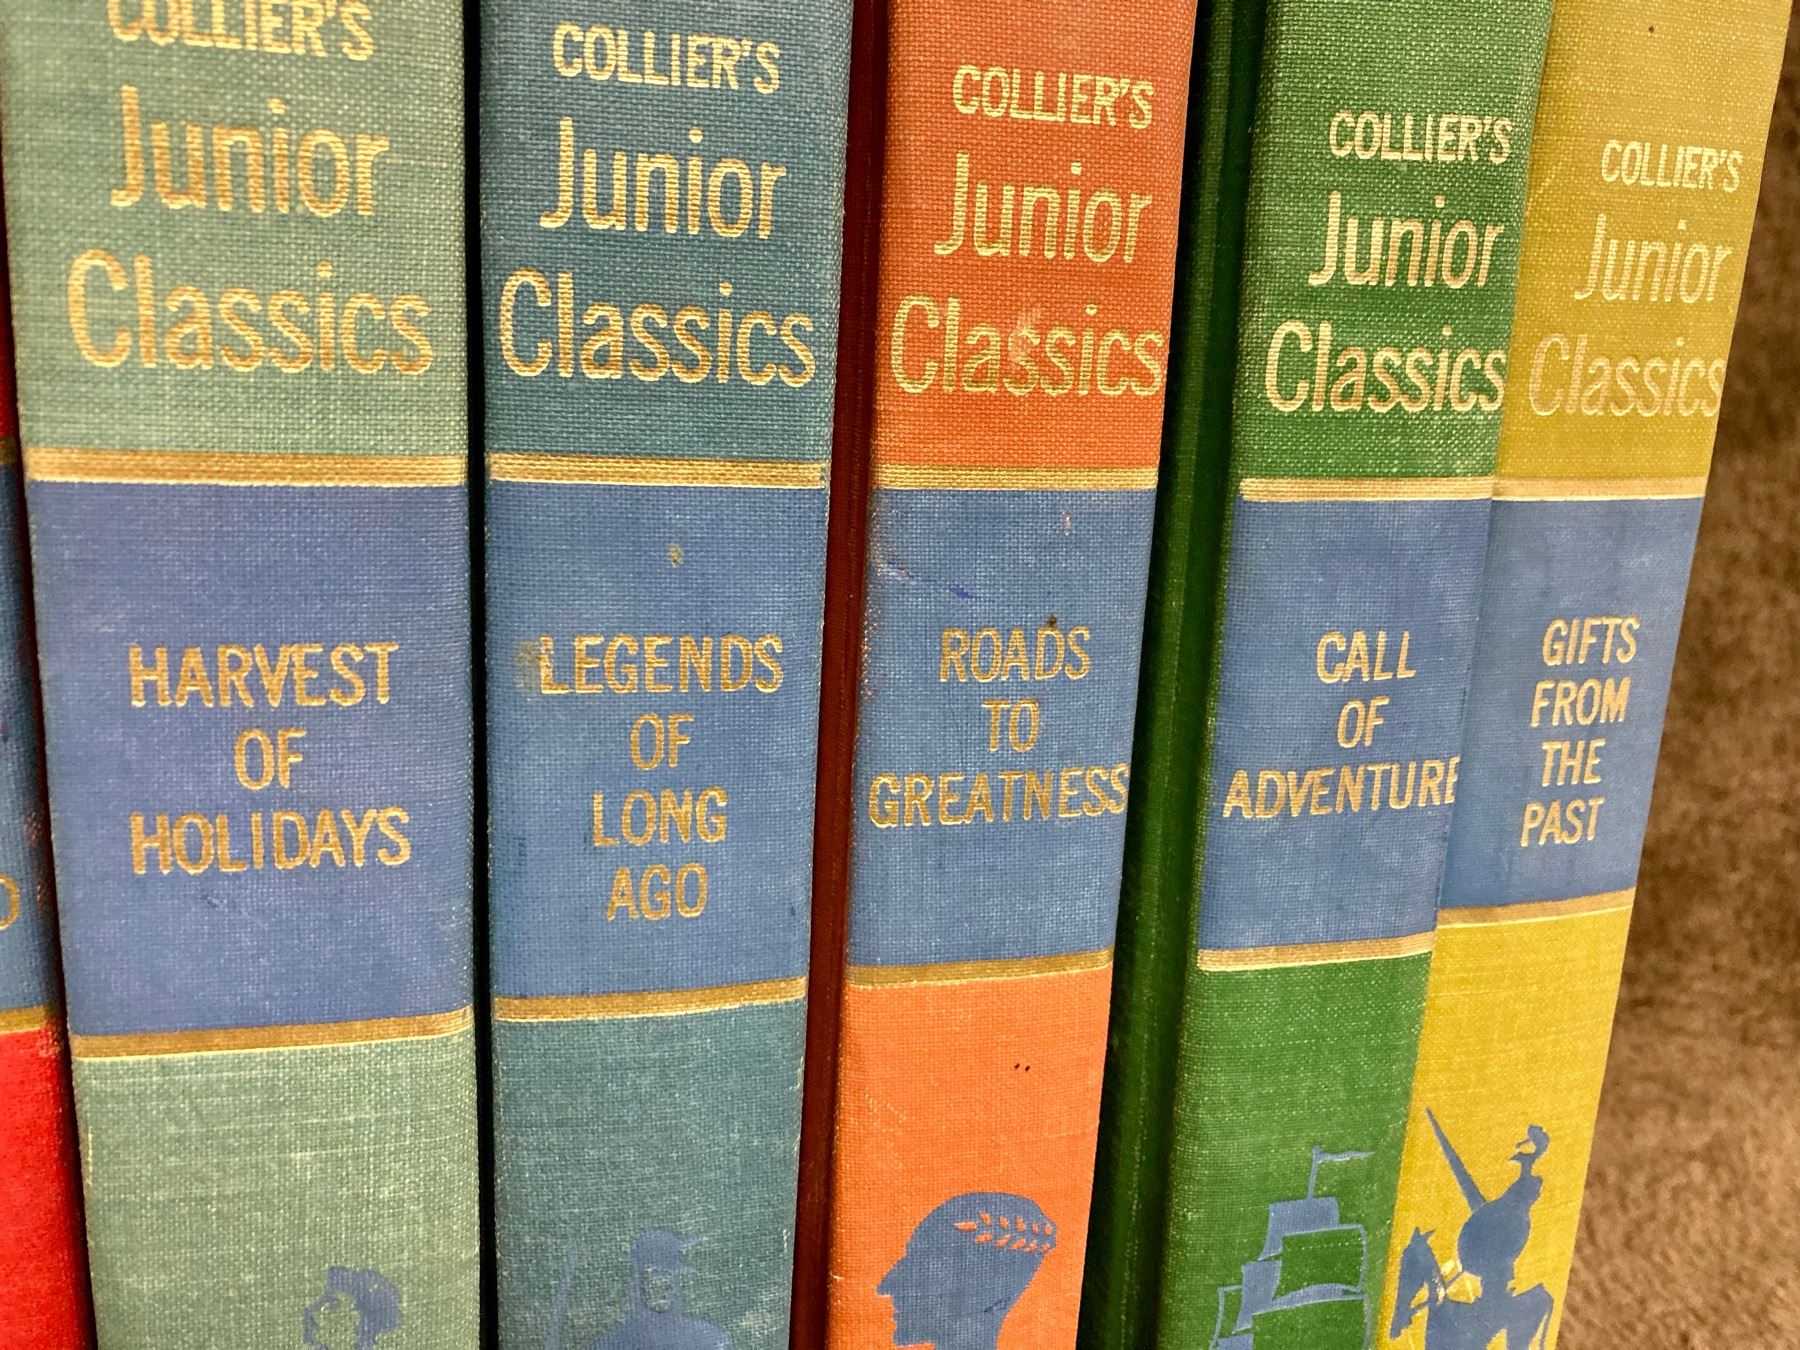 COLLIER'S
Junior
Classics
HARVEST
OF
HOLIDAYS
COLLIER'S
Junior
Classics
LEGENDS
OF
LONG
AGO
COLLIER'S
Junior
Classics
ROADS
TO
GREATNESS
COLLIER'S
Junior
Classics
CALL
OF
ADVENTURE
COLLIER'S
Junior
Classics
GIFTS
FROM
THE
PAST